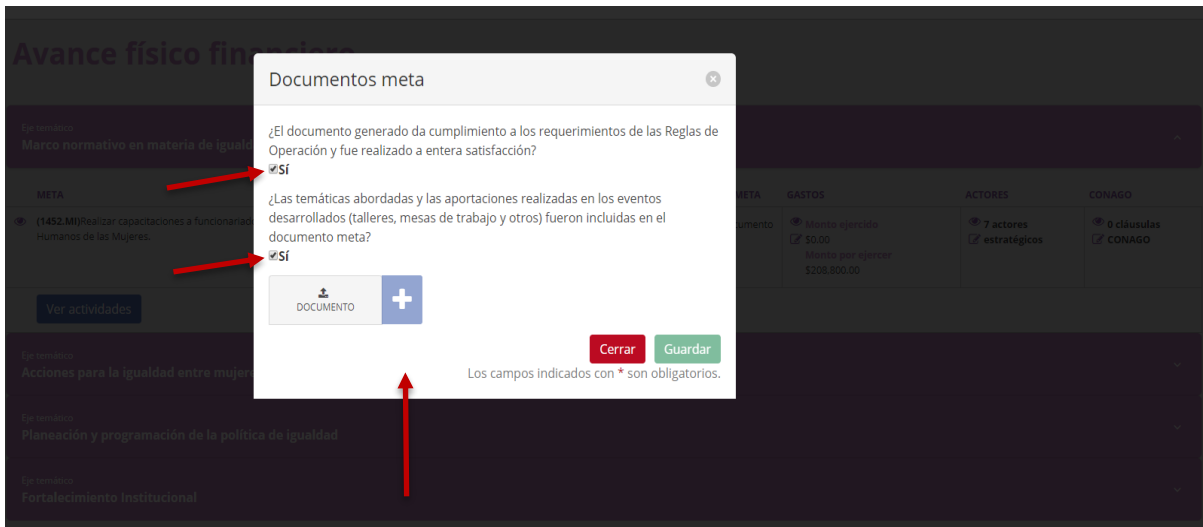 Avance físico fin
Documentos meta
¿El documento generado da cumplimiento a los requerimientos de las Reglas de
Operación y fue realizado a entera satisfacción?
Sí
¿Las temáticas abordadas y las aportaciones realizadas en los eventos
desarrollados (talleres, mesas de trabajo y otros) fueron incluidas en el
documento meta?
Sí
DOCUMENTO
Cerrar
Guardar
Los campos indicados con * son obligatorios.
Eje temático
Marco normativo en materia de iguald
META
META
GASTOS
ACTORES
CONAGO
(1452.MI)Realizar capacitaciones a funcionariad
Humanos de las Mujeres.
cumento
Monto ejercido
$0.00
Monto por ejercer
$208,800.00
7 actores
estratégicos
0 cláusulas
CONAGO
Ver actividades
Eje temático
Acciones para la igualdad entre mujere
Eje temático
Planeación y programación de la política de igualdad
Eje temático
Fortalecimiento Institucional